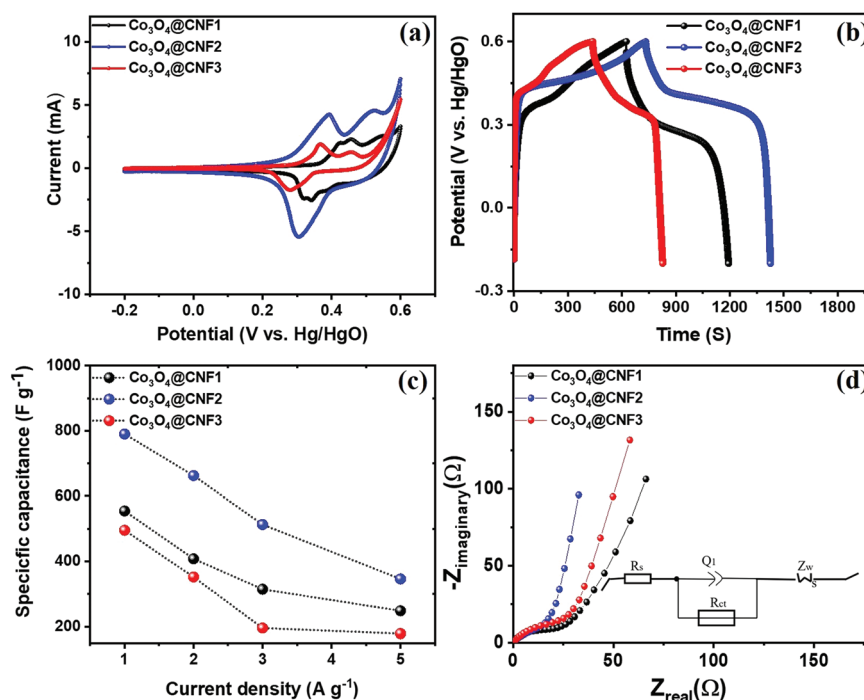 (a)
Co₃O₄@CNF1
Co₃O₄@CNF2
Co₃O₄@CNF3
10
5
0
-5
-10
Current (mA)
-0.2
0.0
0.2
0.4
0.6
Potential (V vs. Hg/HgO)
(b)
Co₃O₄@CNF1
Co₃O₄@CNF2
Co₃O₄@CNF3
0.6
0.3
0.0
-0.3
Potential (V vs. Hg/HgO)
0
300
600
900
1200
1500
1800
Time (S)
(c)
Co₃O₄@CNF1
Co₃O₄@CNF2
Co₃O₄@CNF3
1000
800
600
400
200
Specicfic capacitance (F g⁻¹)
1
2
3
4
5
Current density (A g⁻¹)
(d)
Co₃O₄@CNF1
Co₃O₄@CNF2
Co₃O₄@CNF3
150
100
50
0
-Zimaginary(Ω)
0
50
100
150
Zreal(Ω)
Rs
Q1
Rct
Zw
s